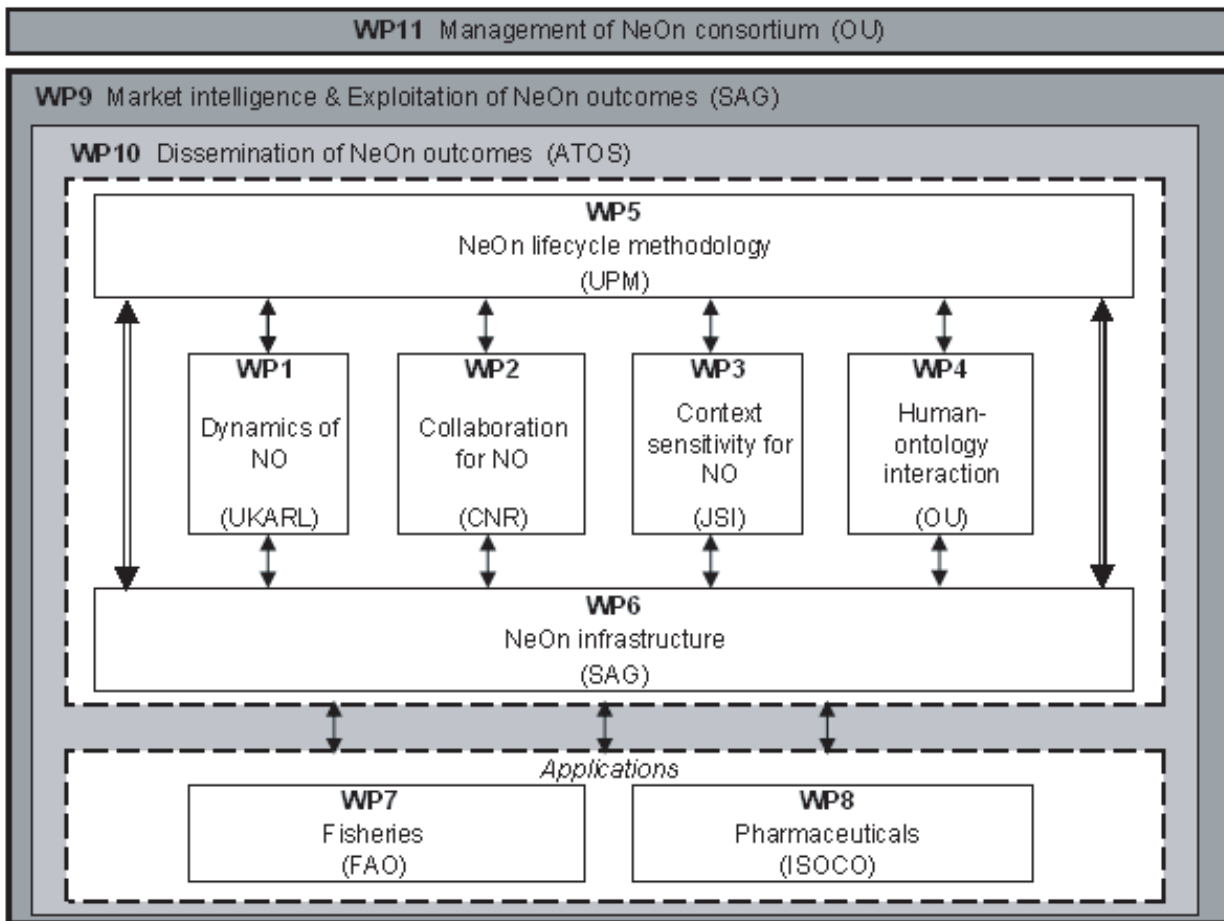 WP11 Management of NeOn consortium (OU)
WP9 Market intelligence & Exploitation of NeOn outcomes (SAG)
WP10 Dissemination of NeOn outcomes (ATOS)
WP5
NeOn lifecycle methodology
(UPM)
WP1
Dynamics of
NO
(UKARL)
WP2
Collaboration
for NO
(CNR)
WP3
Context
sensitivity for
NO
(JSI)
WP4
Human-
ontology
interaction
(OU)
WP6
NeOn infrastructure
(SAG)
Applications
WP7
Fisheries
(FAO)
WP8
Pharmaceuticals
(ISOCO)